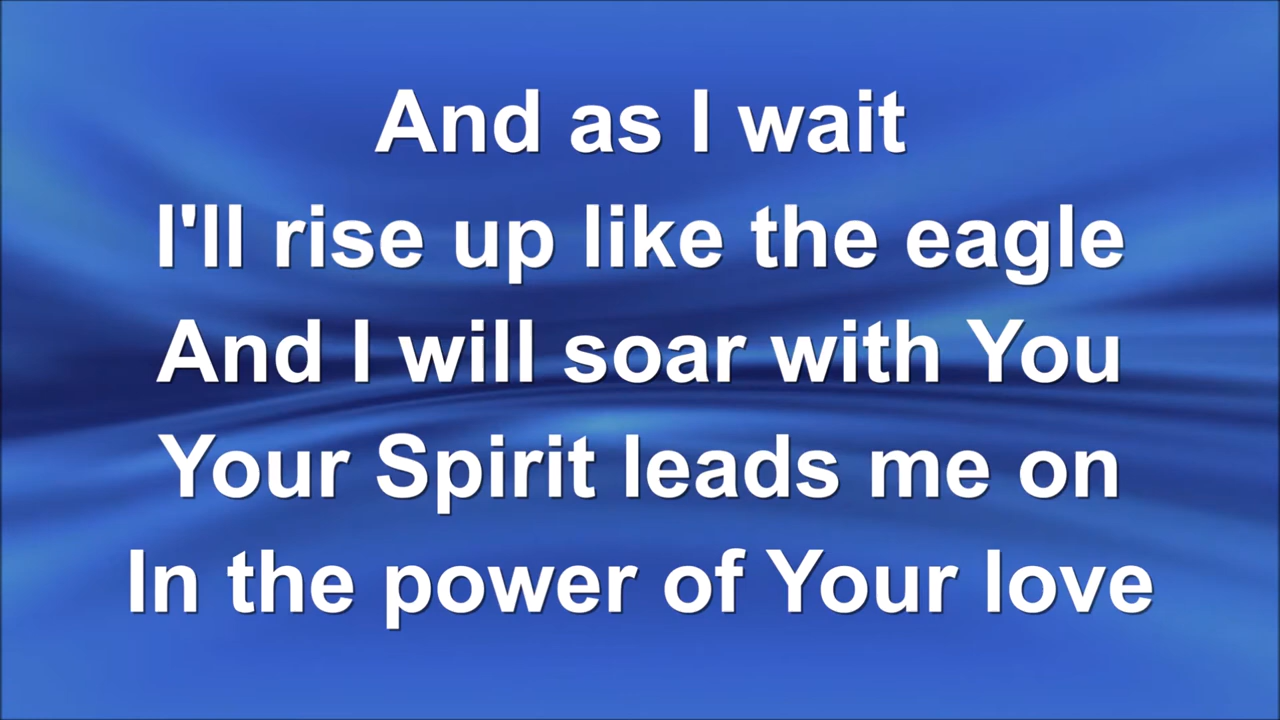 And as I wait
I'll rise up like the eagle
And I will soar with You
Your Spirit leads me on
In the power of Your love